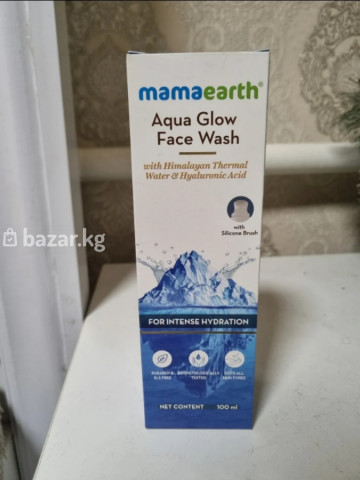 mamaearth®
Aqua Glow
Face Wash
with Himalayan Thermal
Water & Hyaluronic Acid
with
Silicone Brush
bazar.kg
FOR INTENSE HYDRATION
TESTED
NET CONTENT 100 ml